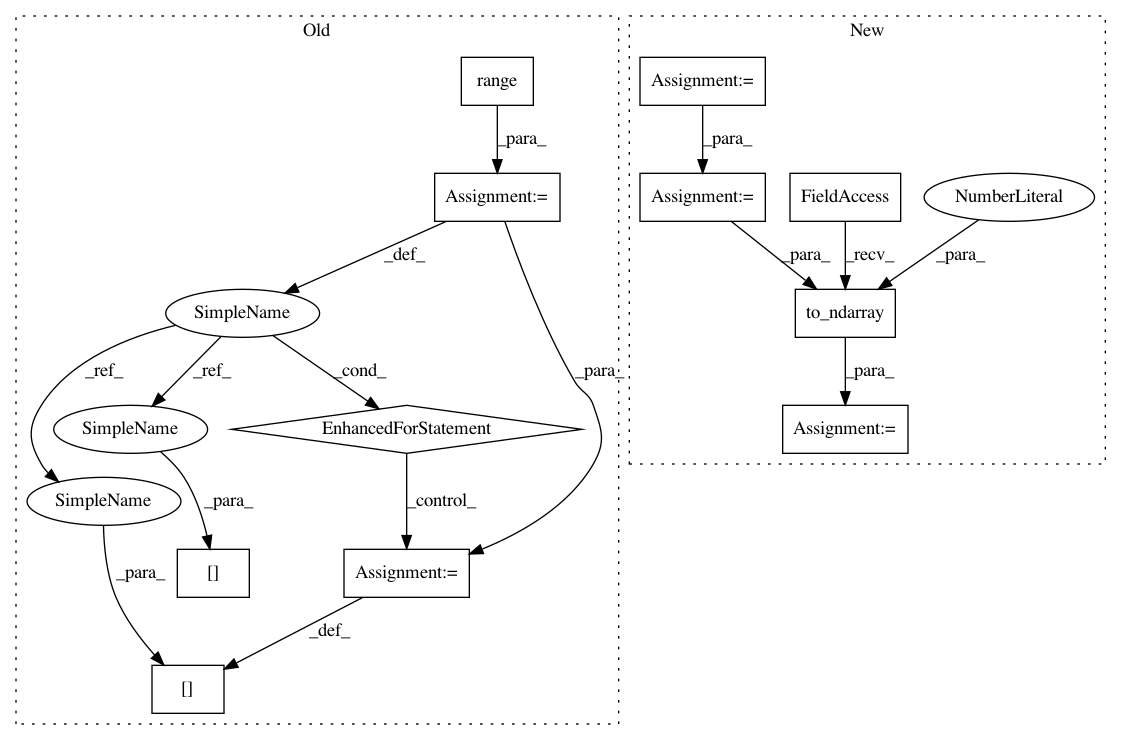 Old
New
range
Assignment:=
_para_
_para_
Assignment:=
Assignment:=
FieldAccess
NumberLiteral
_def_
_para_
_recv_
_para_
SimpleName
to_ndarray
_ref_
_ref_
_cond_
_para_
_para_
SimpleName
EnhancedForStatement
Assignment:=
SimpleName
_para_
_control_
_para_
[]
Assignment:=
_def_
[]